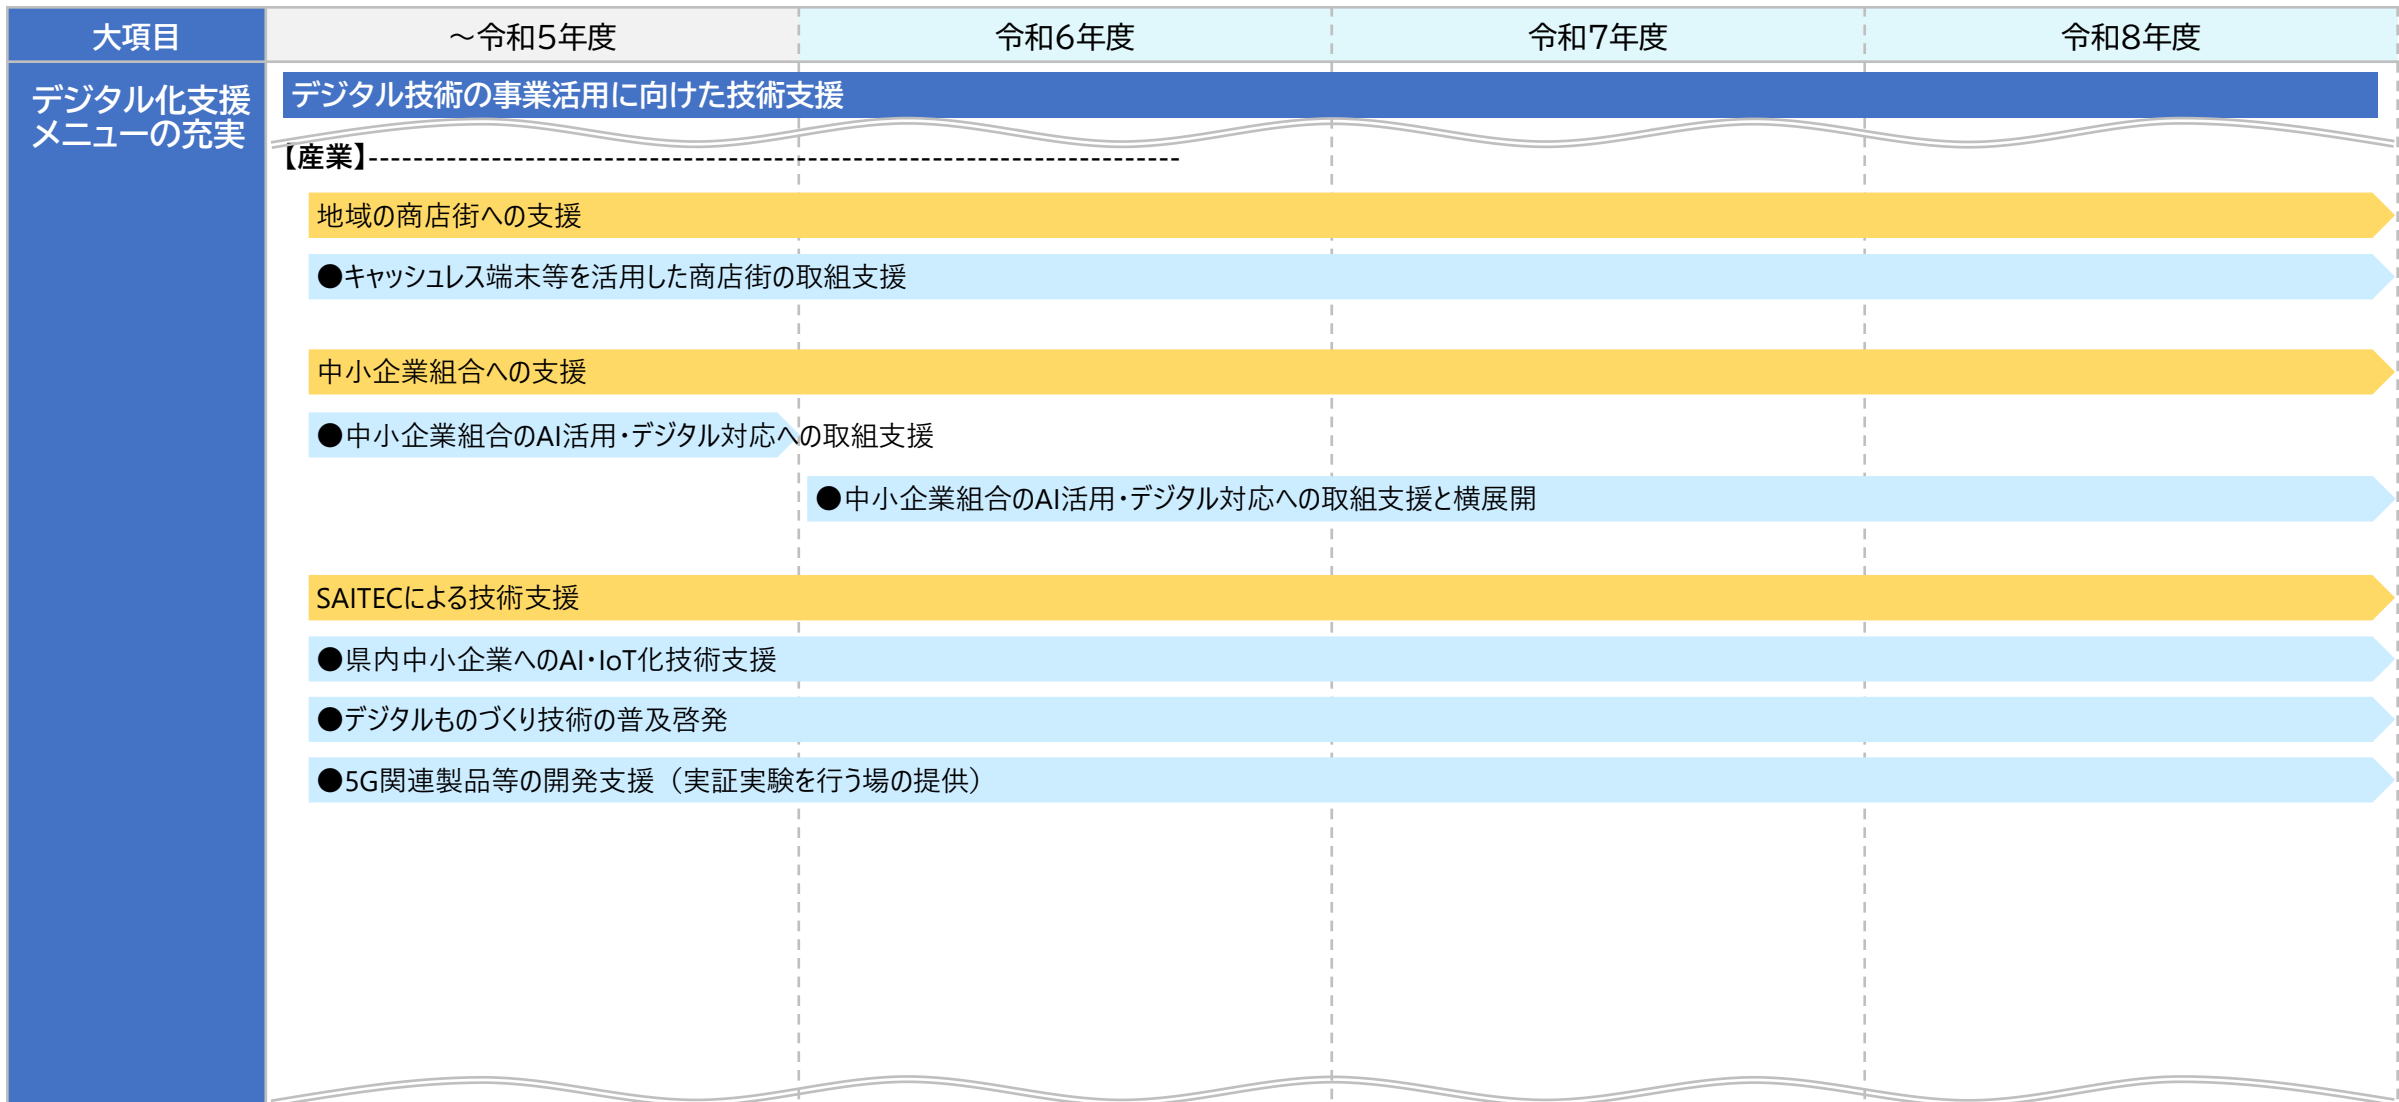 大項目
～令和5年度
令和6年度
令和7年度
令和8年度
デジタル化支援
メニューの充実
デジタル技術の事業活用に向けた技術支援
【産業】-------------------------------------------------------------------------
地域の商店街への支援
●キャッシュレス端末等を活用した商店街の取組支援
中小企業組合への支援
●中小企業組合のAI活用・デジタル対応への取組支援
●中小企業組合のAI活用・デジタル対応への取組支援と横展開
SAITECによる技術支援
●県内中小企業へのAI・IoT化技術支援
●デジタルものづくり技術の普及啓発
●5G関連製品等の開発支援（実証実験を行う場の提供）